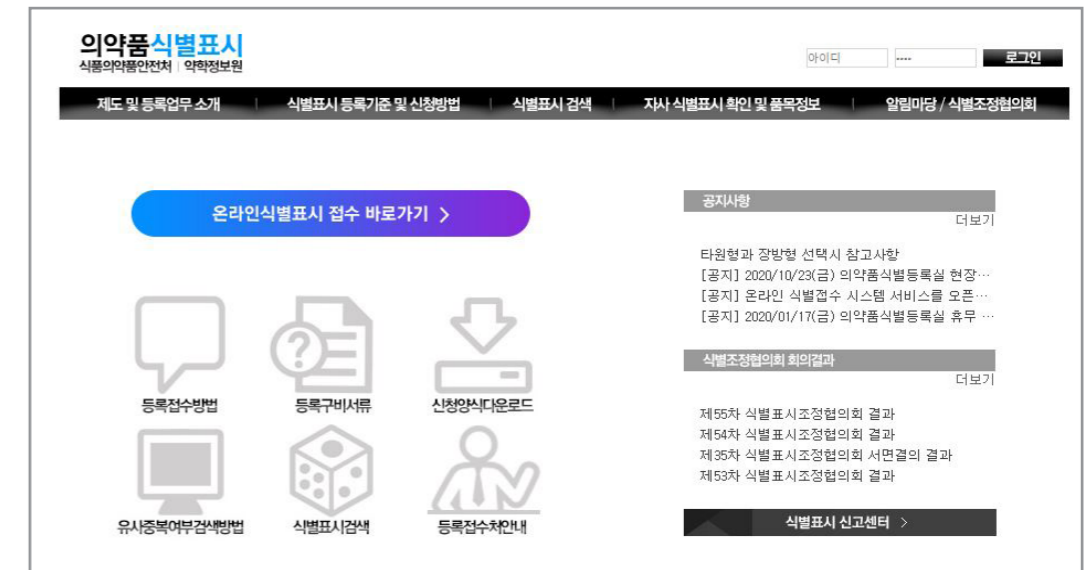 의약품식별표시
식품의약품안전처 | 약학정보원
아이디 ---- 로그인
제도 및 등록업무 소개 | 식별표시 등록기준 및 신청방법 | 식별표시 검색 | 자사 식별표시 확인 및 품목정보 | 알림마당 / 식별조정협의회
온라인식별표시 접수 바로가기 >
공지사항
더보기
타원형과 장방형 선택시 참고사항
[공지] 2020/10/23(금) 의약품식별등록실 현장…
[공지] 온라인 식별접수 시스템 서비스를 오픈…
[공지] 2020/01/17(금) 의약품식별등록실 휴무 …
등록접수방법 등록구비서류 신청양식다운로드
유사중복여부검색방법 식별표시검색 등록접수처안내
식별조정협의회 회의결과
더보기
제55차 식별표시조정협의회 결과
제54차 식별표시조정협의회 결과
제35차 식별표시조정협의회 서면결의 결과
제53차 식별표시조정협의회 결과
식별표시 신고센터 >